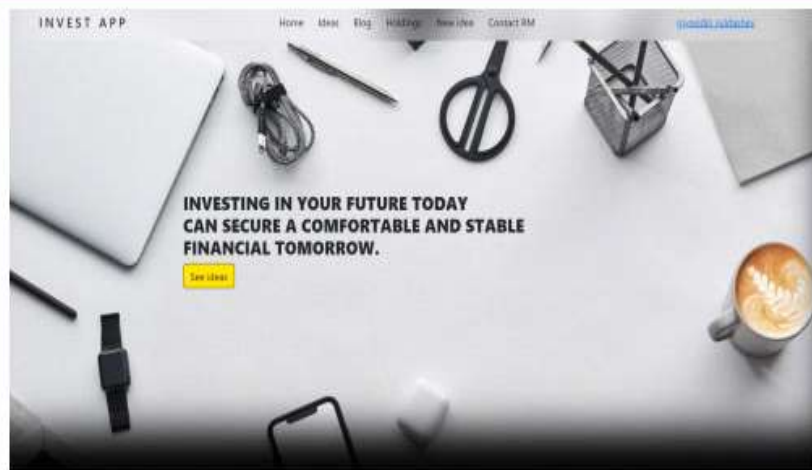 INVEST APP
Home Ideas Blog Holdings New idea Contact RM
INVESTING IN YOUR FUTURE TODAY
CAN SECURE A COMFORTABLE AND STABLE
FINANCIAL TOMORROW.
See ideas